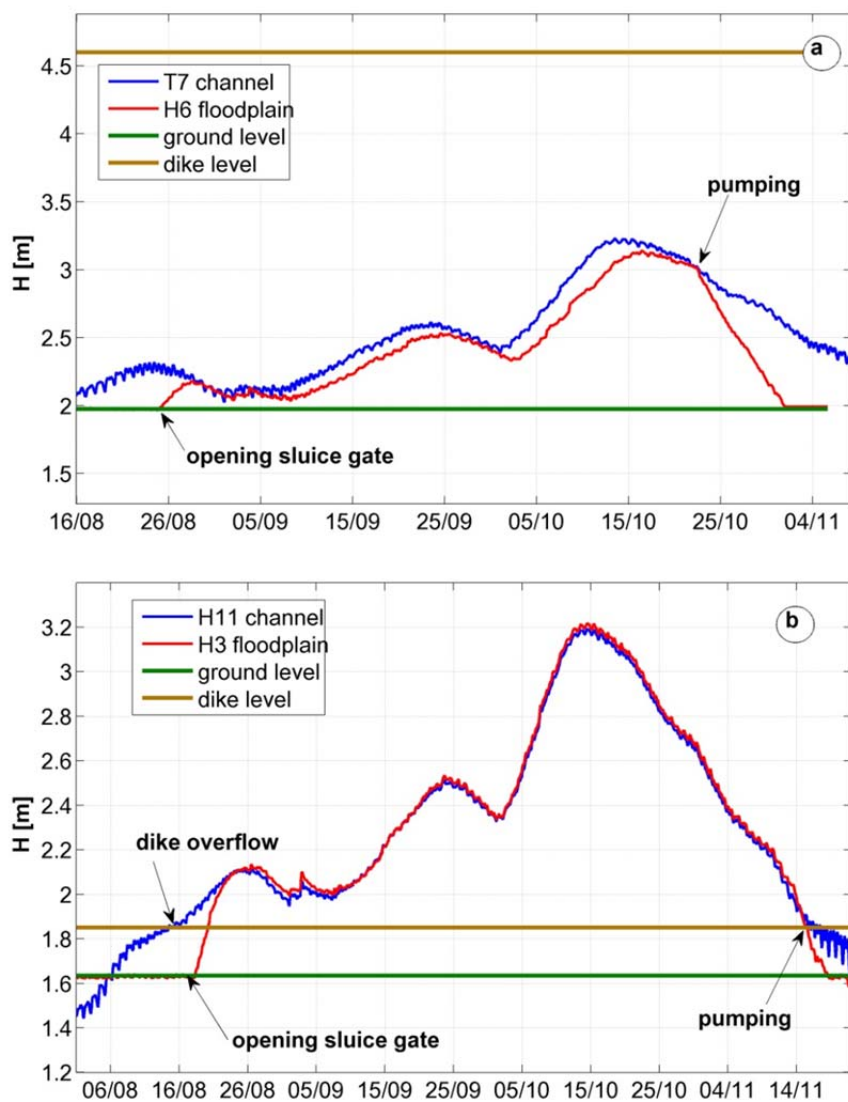 a
4.5
4
3.5
3
2.5
2
1.5
H [m]
T7 channel
H6 floodplain
ground level
dike level
pumping
opening sluice gate
16/08 26/08 05/09 15/09 25/09 05/10 15/10 25/10 04/11
b
3.2
3
2.8
2.6
2.4
2.2
2
1.8
1.6
1.4
1.2
H [m]
H11 channel
H3 floodplain
ground level
dike level
dike overflow
opening sluice gate
pumping
06/08 16/08 26/08 05/09 15/09 25/09 05/10 15/10 25/10 04/11 14/11